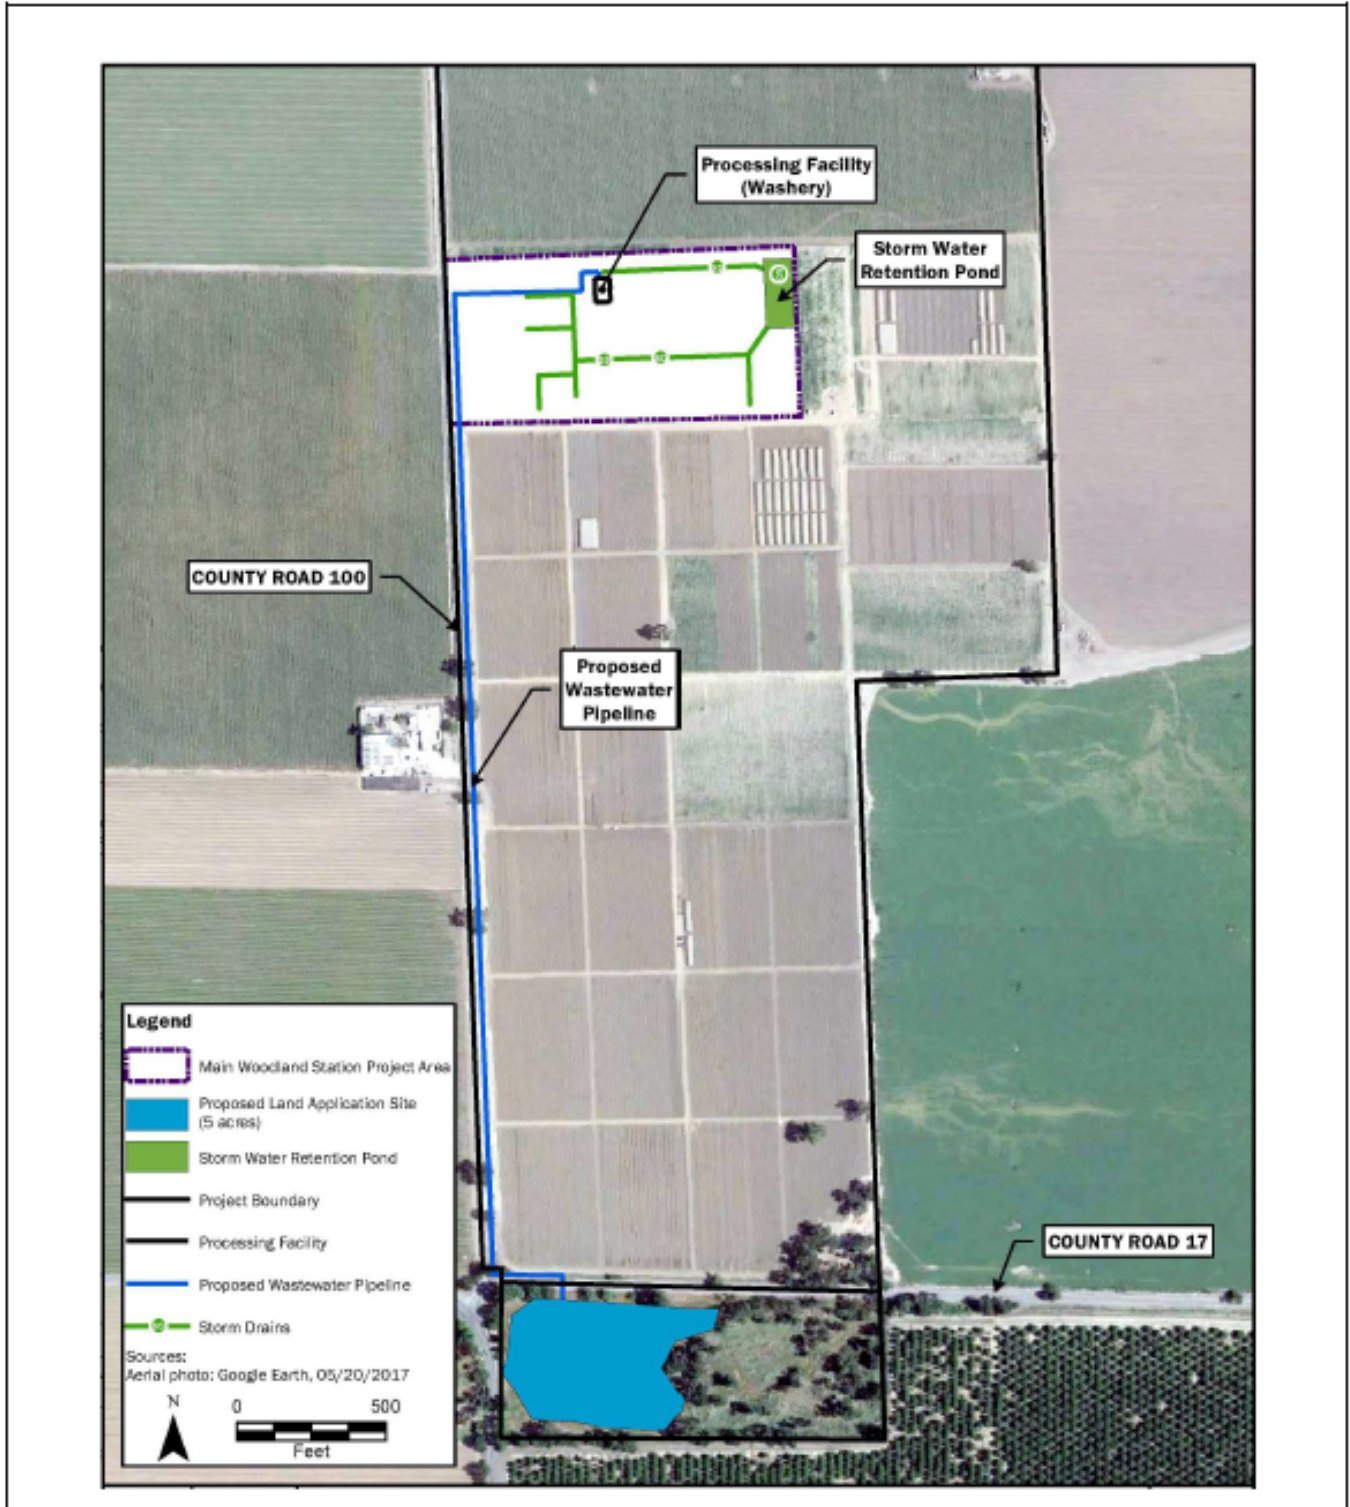 Processing Facility
(Washery)
Storm Water
Retention Pond
COUNTY ROAD 100
Proposed
Wastewater
Pipeline
COUNTY ROAD 17
Legend
Main Woodland Station Project Area
Proposed Land Application Site
(5 acres)
Storm Water Retention Pond
Project Boundary
Processing Facility
Proposed Wastewater Pipeline
Storm Drains
Sources:
Aerial photo: Google Earth, 05/20/2017
N
0 500
Feet